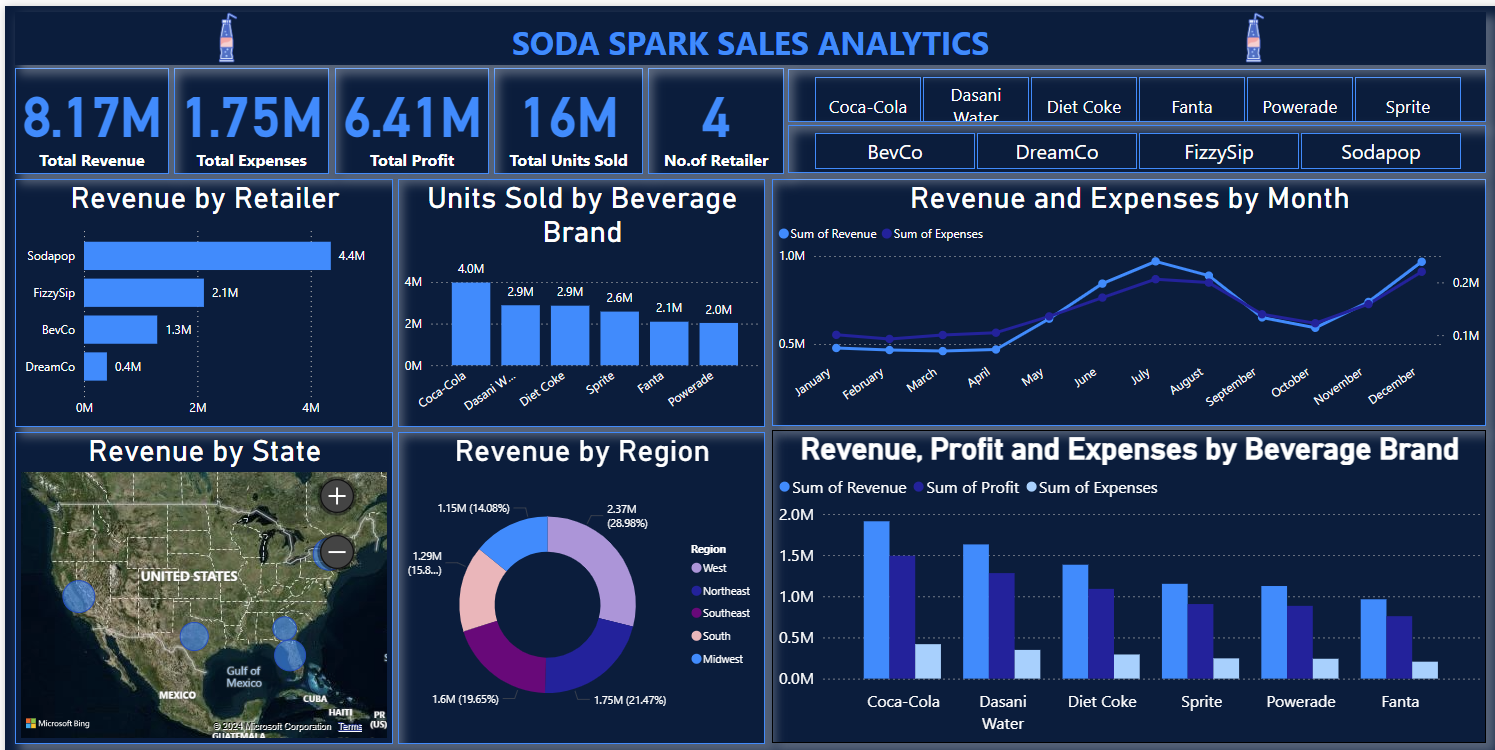 SODA SPARK SALES ANALYTICS
8.17M
Total Revenue
1.75M
Total Expenses
6.41M
Total Profit
16M
Total Units Sold
4
No.of Retailer
Coca-Cola
Dasani
Water
Diet Coke
Fanta
Powerade
Sprite
BevCo
DreamCo
FizzySip
Sodapop
Revenue by Retailer
Sodapop
4.4M
FizzySip
2.1M
BevCo
1.3M
DreamCo
0.4M
0M
2M
4M
Units Sold by Beverage
Brand
4M
2M
0M
4.0M
2.9M
2.9M
2.6M
2.1M
2.0M
Coca-Cola
Dasani W...
Diet Coke
Sprite
Fanta
Powerade
Revenue and Expenses by Month
Sum of Revenue
Sum of Expenses
1.0M
0.5M
0.2M
0.1M
January
February
March
April
May
June
July
August
September
October
November
December
Revenue by State
UNITED STATES
Gulf of
Mexico
MEXICO
CUBA
HAITI
PR
(US)
GUATEMALA
Microsoft Bing
© 2024 Microsoft Corporation
Terms
Revenue by Region
1.15M (14.08%)
2.37M
(28.98%)
1.29M
(15.8...)
1.6M (19.65%)
1.75M (21.47%)
Region
West
Northeast
Southeast
South
Midwest
Revenue, Profit and Expenses by Beverage Brand
Sum of Revenue
Sum of Profit
Sum of Expenses
2.0M
1.5M
1.0M
0.5M
0.0M
Coca-Cola
Dasani
Water
Diet Coke
Sprite
Powerade
Fanta